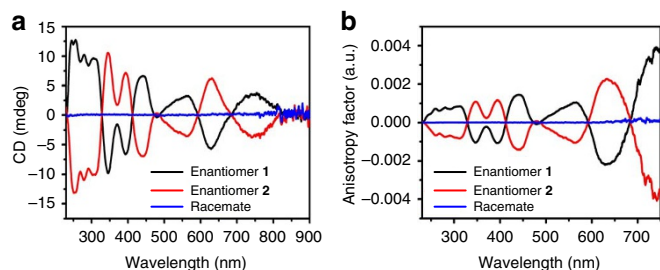 a
CD (mdeg)
15
10
5
0
−5
−10
−15
Enantiomer 1
Enantiomer 2
Racemate
300 400 500 600 700 800 900
Wavelength (nm)
b
Anisotropy factor (a.u.)
0.004
0.002
0.000
−0.002
−0.004
Enantiomer 1
Enantiomer 2
Racemate
300 400 500 600 700
Wavelength (nm)